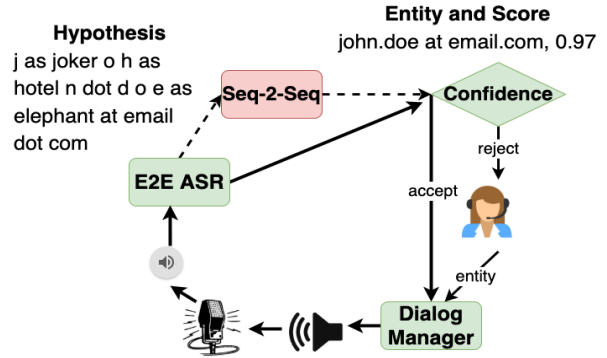 Hypothesis
j as joker o h as
hotel n dot d o e as
elephant at email
dot com
Entity and Score
john.doe at email.com, 0.97
Seq-2-Seq
Confidence
E2E ASR
reject
accept
entity
Dialog
Manager